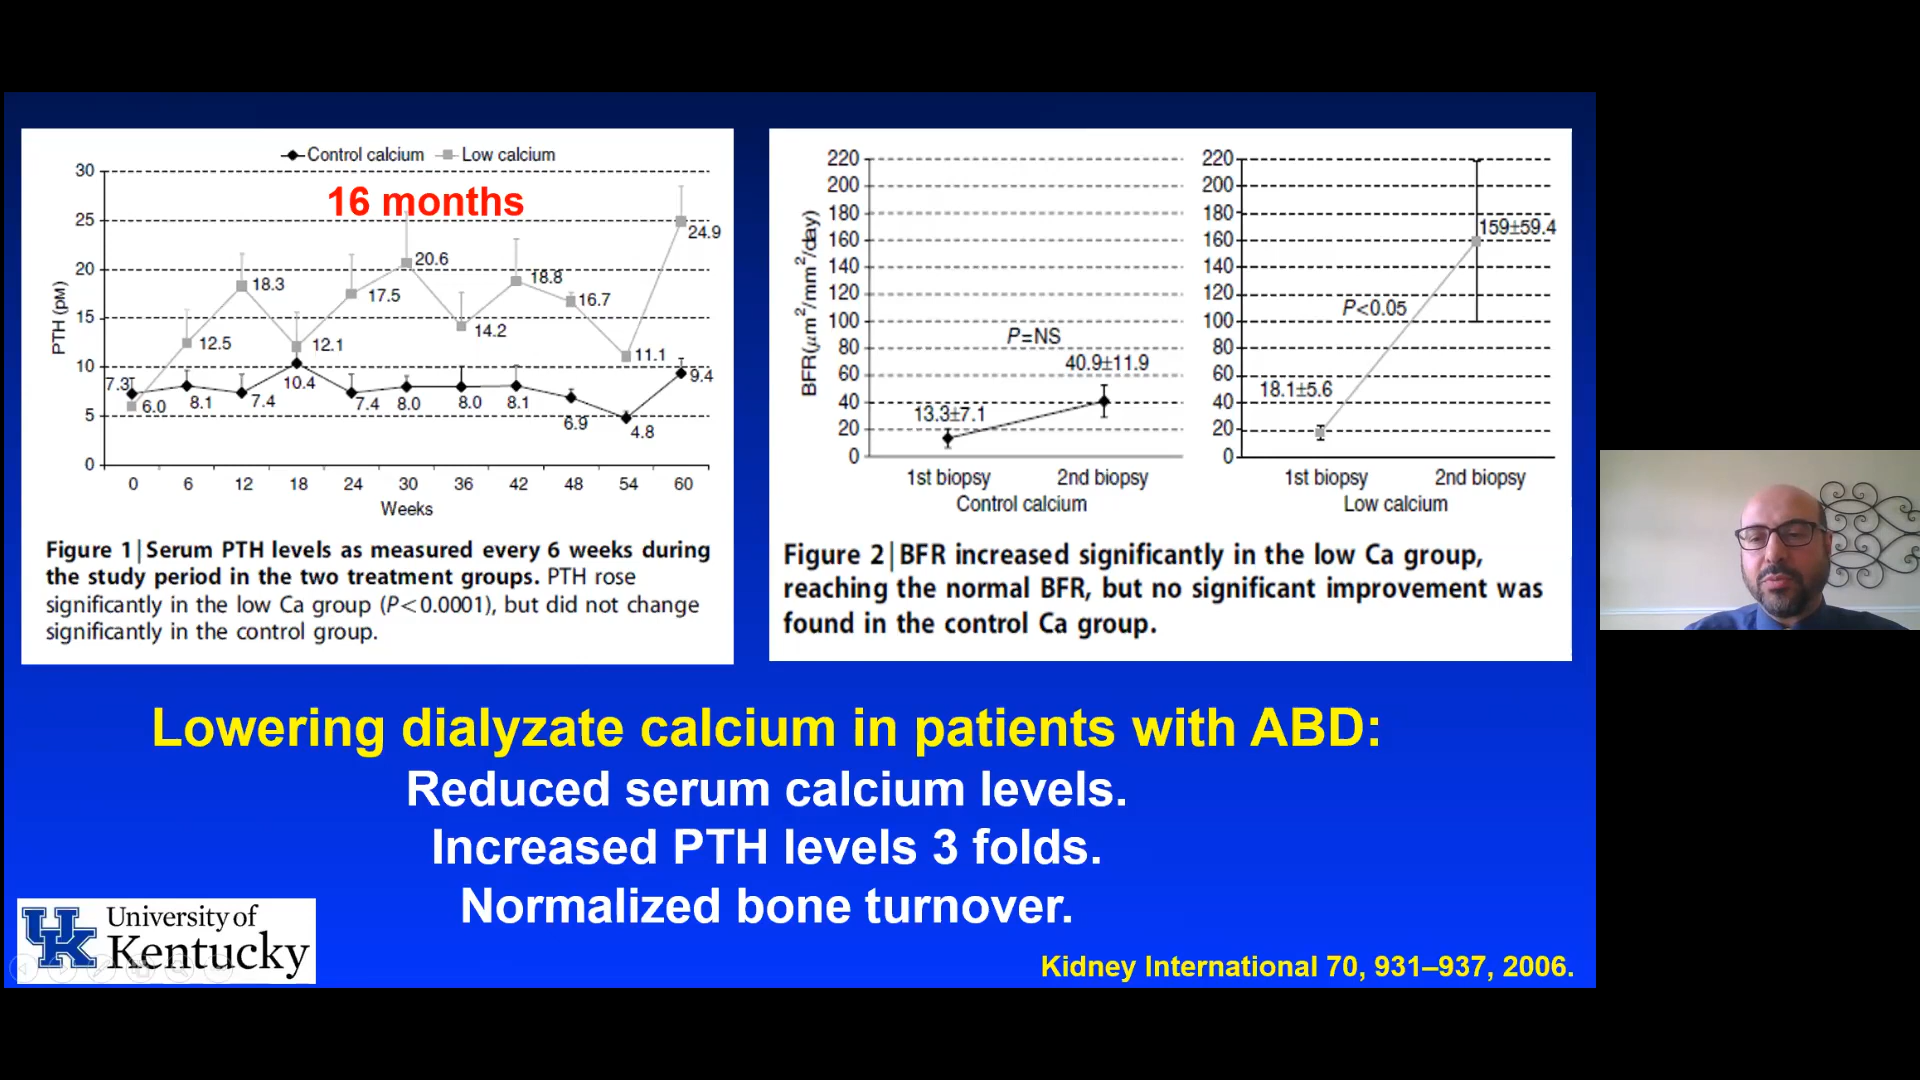 Control calcium Low calcium
16 months
PTH (pM)
30
25
20
15
10
5
0
7.3
6.0
12.5
8.1
18.3
7.4
12.1
10.4
17.5
7.4
20.6
8.0
14.2
8.0
18.8
8.1
16.7
6.9
11.1
4.8
24.9
9.4
0 6 12 18 24 30 36 42 48 54 60
Weeks
Figure 1|Serum PTH levels as measured every 6 weeks during
the study period in the two treatment groups. PTH rose
significantly in the low Ca group (P<0.0001), but did not change
significantly in the control group.
BFR(μm²/mm²/day)
220
200
180
160
140
120
100
80
60
40
20
0
P=NS
13.3±7.1
40.9±11.9
1st biopsy 2nd biopsy
Control calcium
220
200
180
160
140
120
100
80
60
40
20
0
159±59.4
P<0.05
18.1±5.6
1st biopsy 2nd biopsy
Low calcium
Figure 2|BFR increased significantly in the low Ca group,
reaching the normal BFR, but no significant improvement was
found in the control Ca group.
Lowering dialyzate calcium in patients with ABD:
Reduced serum calcium levels.
Increased PTH levels 3 folds.
Normalized bone turnover.
UK
University of
Kentucky
Kidney International 70, 931–937, 2006.